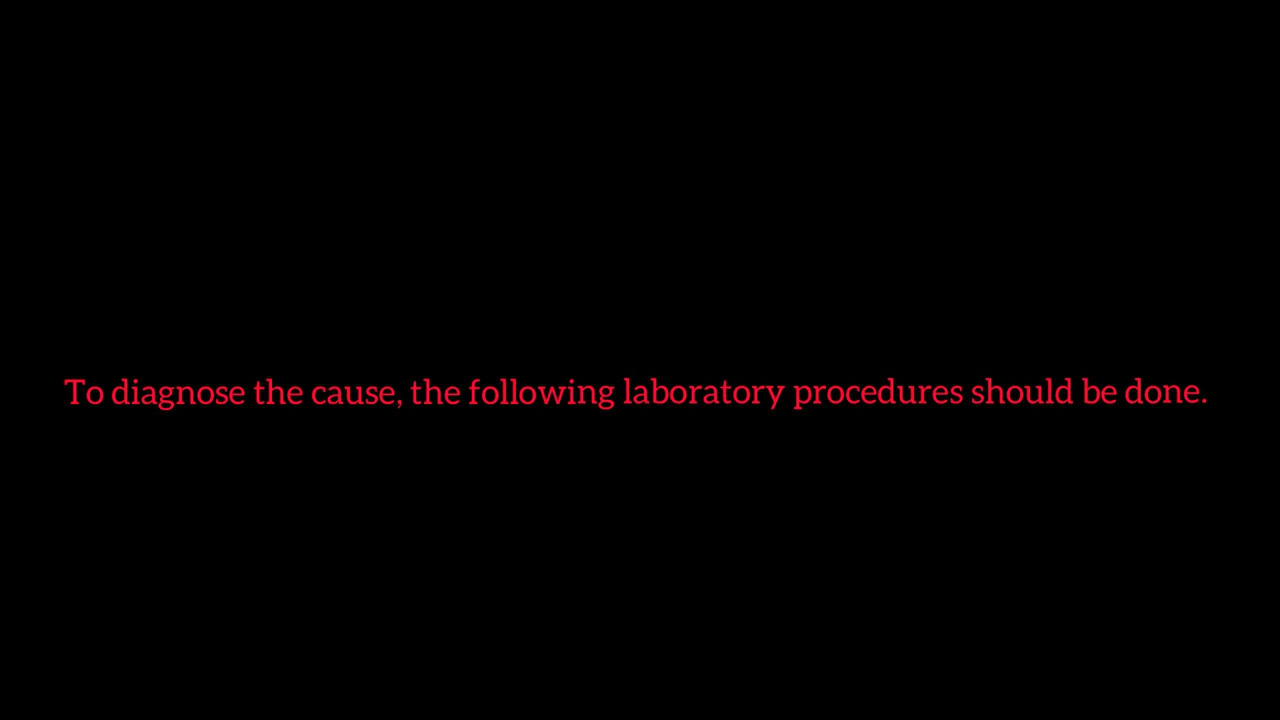 To diagnose the cause, the following laboratory procedures should be done.